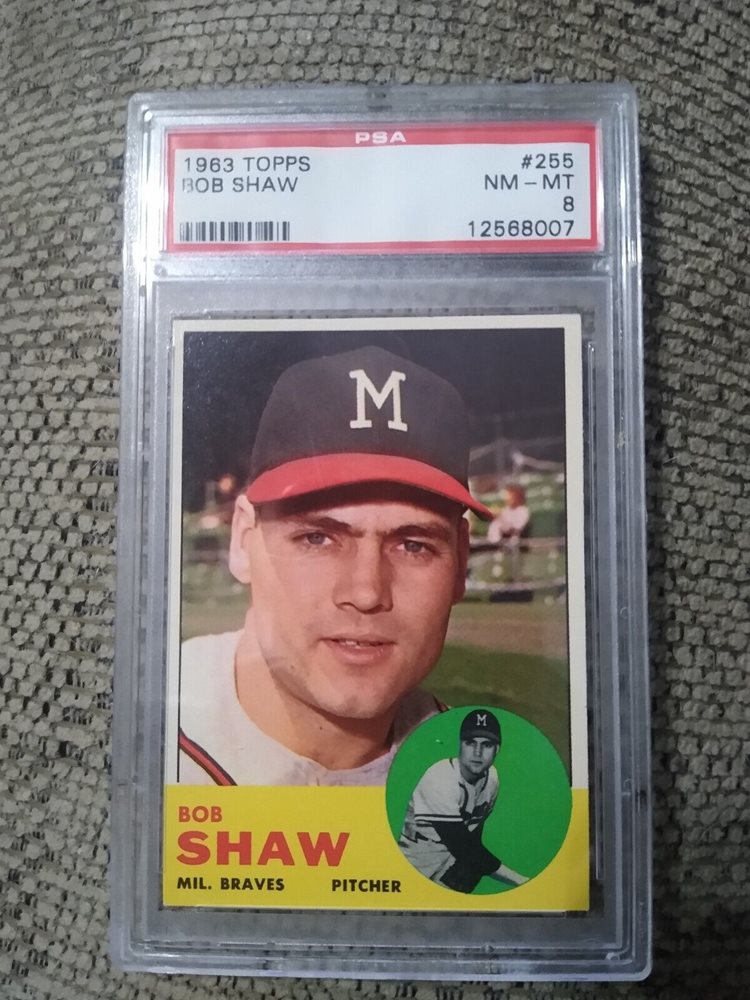 PSA
1963 TOPPS #255
BOB SHAW NM-MT
8
12568007
M
M
BOB
SHAW
MIL. BRAVES PITCHER